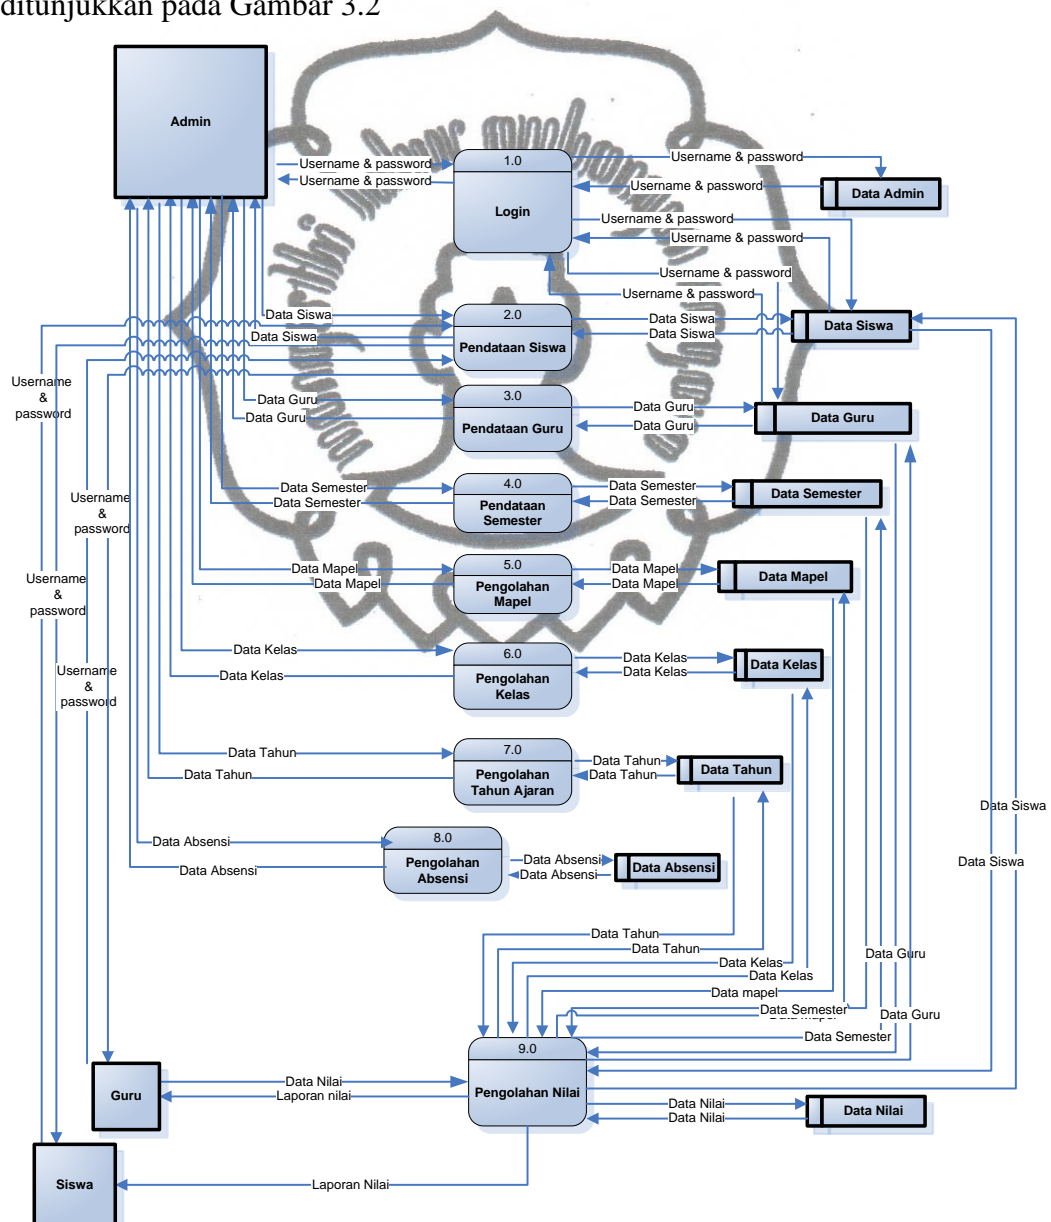 ditunjukkan pada Gambar 3.2
Admin
Username & password
Username & password
1.0
Login
Username & password
Username & password
Data Admin
Username & password
Username & password
Username & password
Username & password
Data Siswa
Data Siswa
2.0
Pendataan Siswa
Data Siswa
Data Siswa
Data Siswa
Username
&
password
Data Guru
Data Guru
3.0
Pendataan Guru
Data Guru
Data Guru
Data Guru
Username
&
password
Data Semester
Data Semester
4.0
Pendataan
Semester
Data Semester
Data Semester
Data Semester
Username
&
password
Data Mapel
Data Mapel
5.0
Pengolahan
Mapel
Data Mapel
Data Mapel
Data Mapel
Username
&
password
Data Kelas
Data Kelas
6.0
Pengolahan
Kelas
Data Kelas
Data Kelas
Data Kelas
Data Tahun
Data Tahun
7.0
Pengolahan
Tahun Ajaran
Data Tahun
Data Tahun
Data Tahun
Data Siswa
Data Siswa
Data Absensi
Data Absensi
8.0
Pengolahan
Absensi
Data Absensi
Data Absensi
Data Absensi
Data Tahun
Data Tahun
Data Kelas
Data Kelas
Data mapel
Data Guru
Data Semester
Data Guru
Data Semester
9.0
Pengolahan Nilai
Guru
Data Nilai
Laporan nilai
Data Nilai
Data Nilai
Data Nilai
Siswa
Laporan Nilai